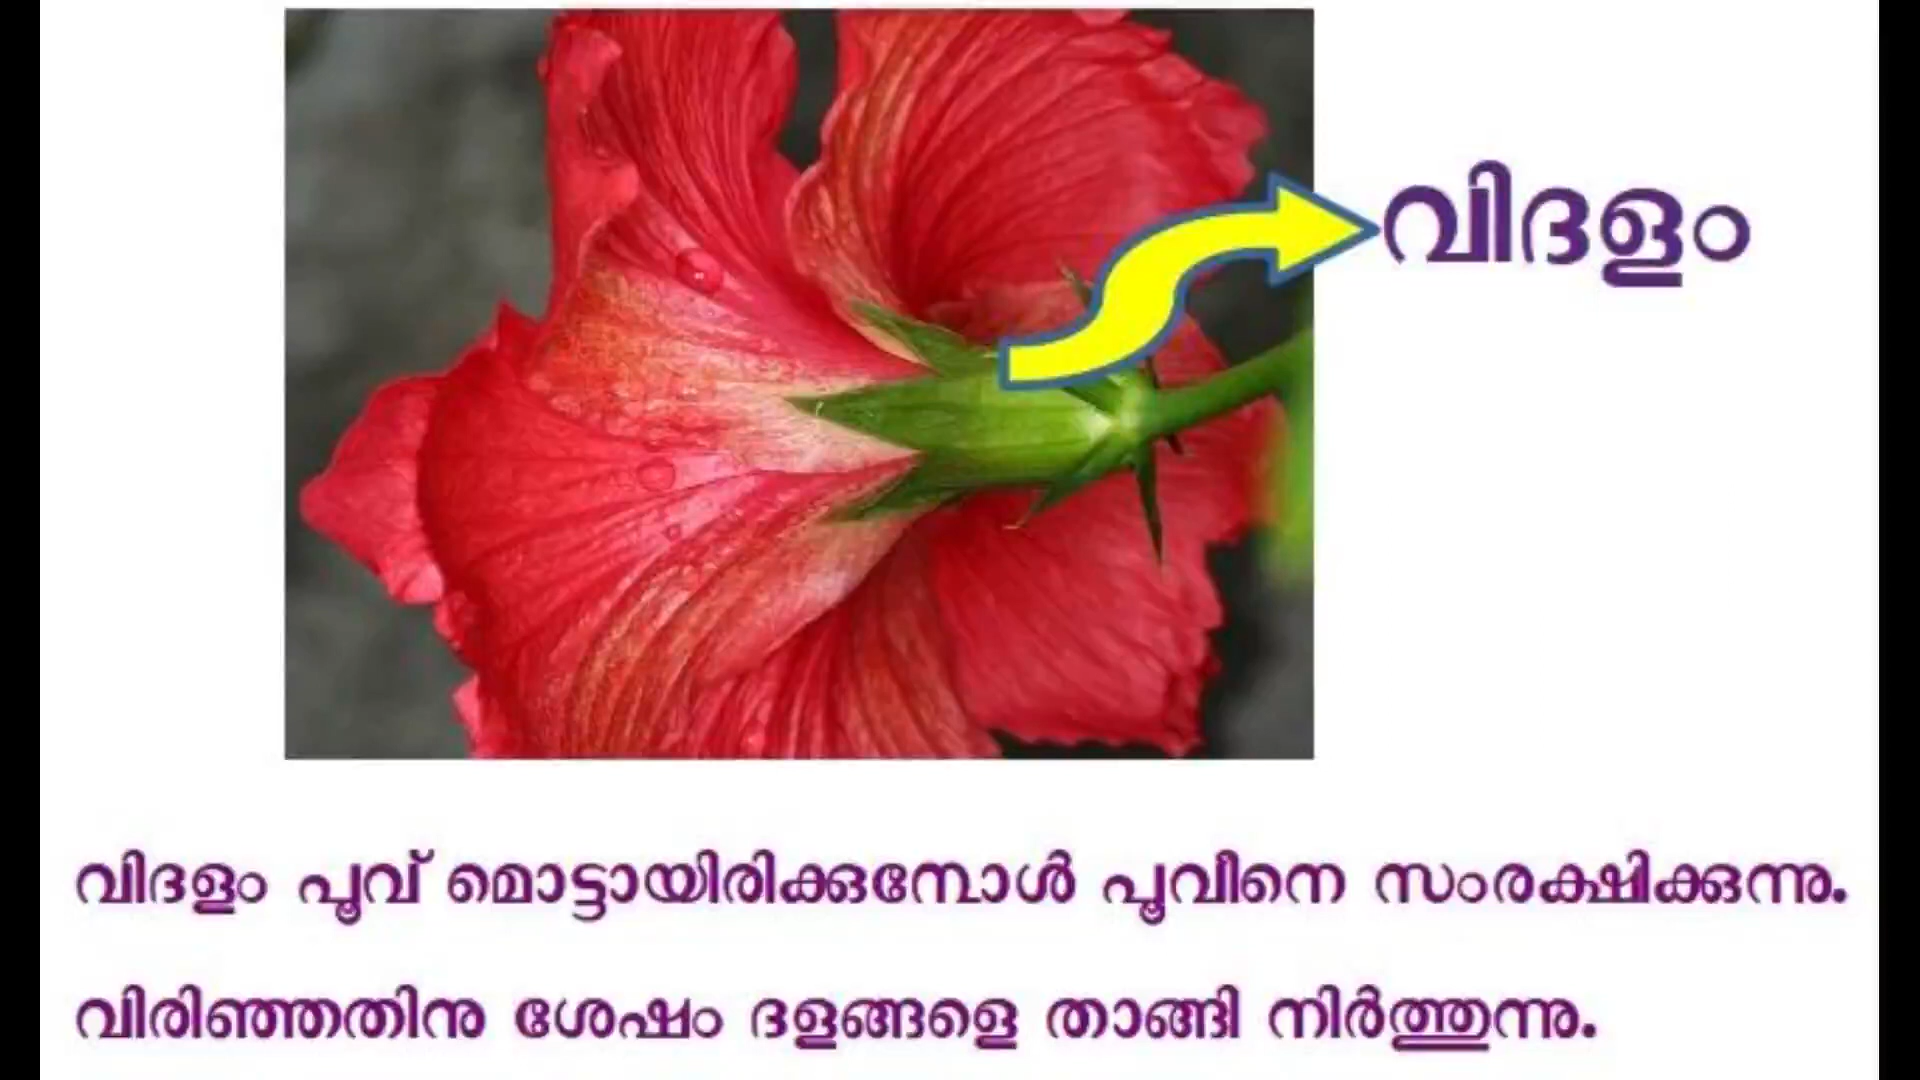 വിദളം
വിദളം പൂവ് മൊട്ടായിരിക്കുമ്പോൾ പൂവിനെ സംരക്ഷിക്കുന്നു.
വിരിഞ്ഞതിനു ശേഷം ദളങ്ങളെ താങ്ങി നിർത്തുന്നു.